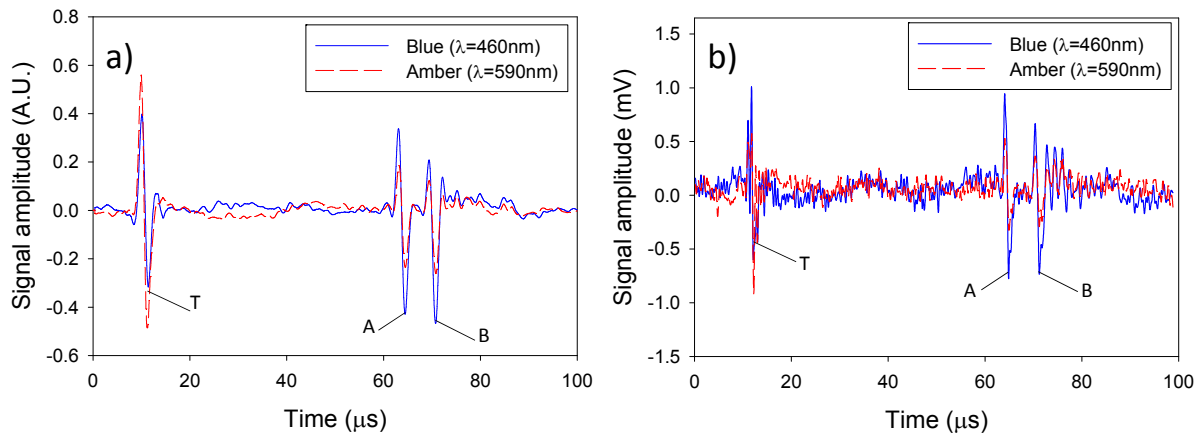 a)
Blue (λ=460nm)
Amber (λ=590nm)
Signal amplitude (A.U.)
0.8
0.6
0.4
0.2
0.0
-0.2
-0.4
-0.6
T
A
B
0 20 40 60 80 100
Time (μs)
b)
Blue (λ=460nm)
Amber (λ=590nm)
Signal amplitude (mV)
1.5
1.0
0.5
0.0
-0.5
-1.0
-1.5
T
A
B
0 20 40 60 80 100
Time (μs)